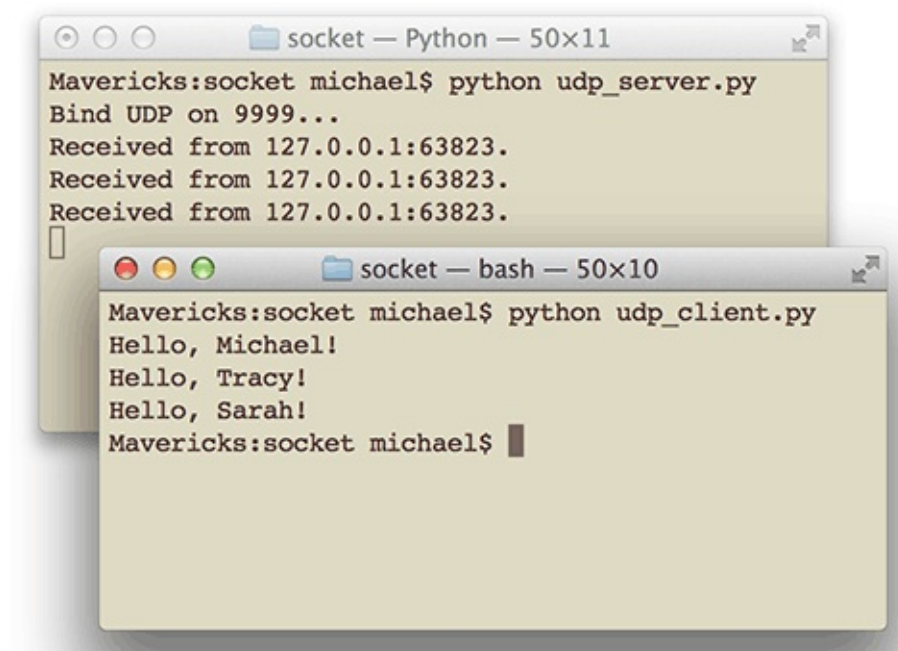 socket — Python — 50×11
Mavericks:socket michael$ python udp_server.py
Bind UDP on 9999...
Received from 127.0.0.1:63823.
Received from 127.0.0.1:63823.
Received from 127.0.0.1:63823.
socket — bash — 50×10
Mavericks:socket michael$ python udp_client.py
Hello, Michael!
Hello, Tracy!
Hello, Sarah!
Mavericks:socket michael$